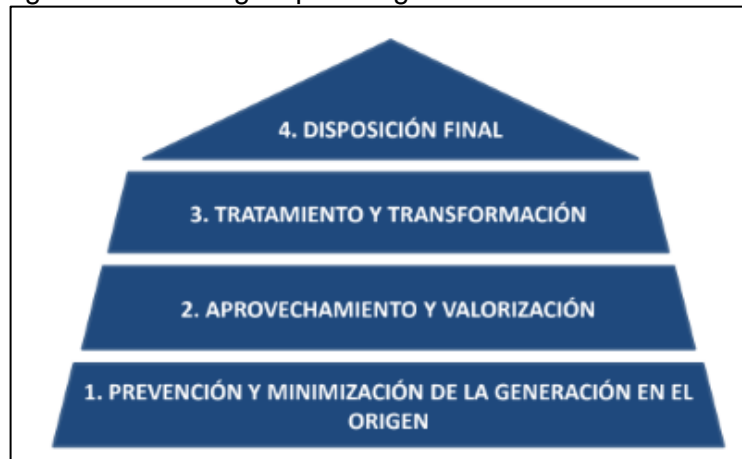 4. DISPOSICIÓN FINAL
3. TRATAMIENTO Y TRANSFORMACIÓN
2. APROVECHAMIENTO Y VALORIZACIÓN
1. PREVENCIÓN Y MINIMIZACIÓN DE LA GENERACIÓN EN EL
ORIGEN